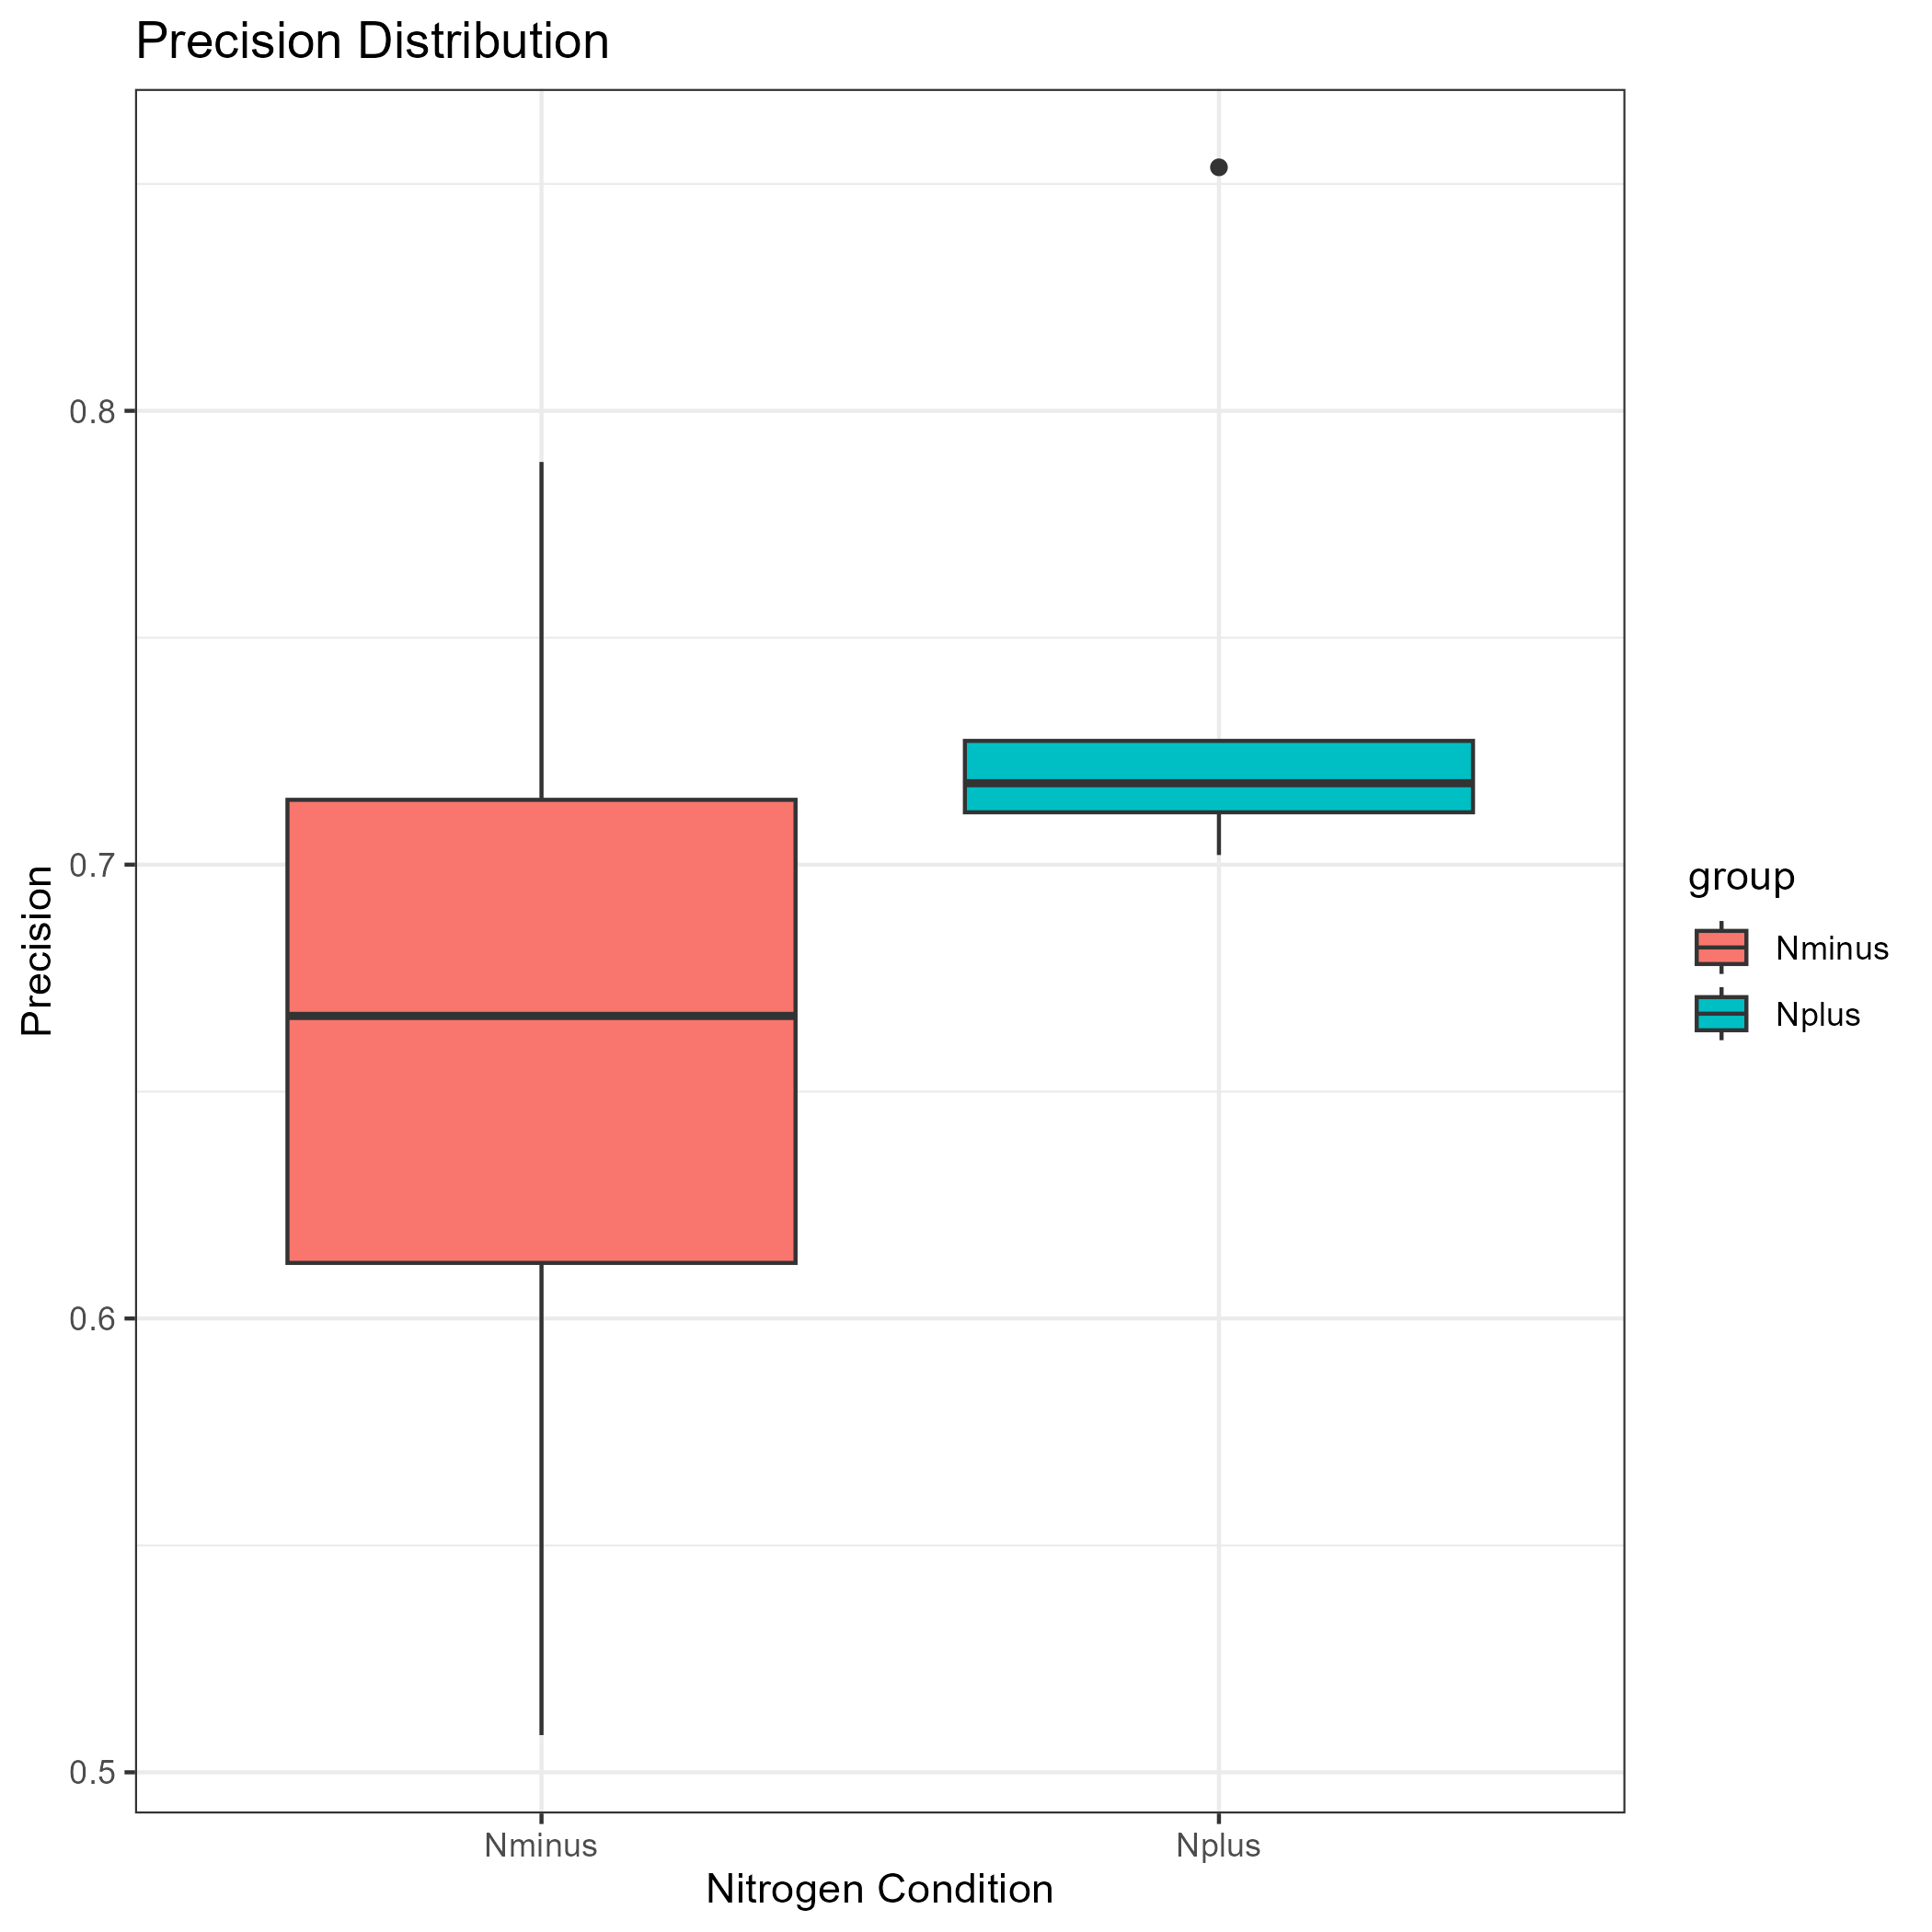 Precision Distribution
Precision
0.8
0.7
0.6
0.5
Nminus
Nplus
Nitrogen Condition
group
Nminus
Nplus